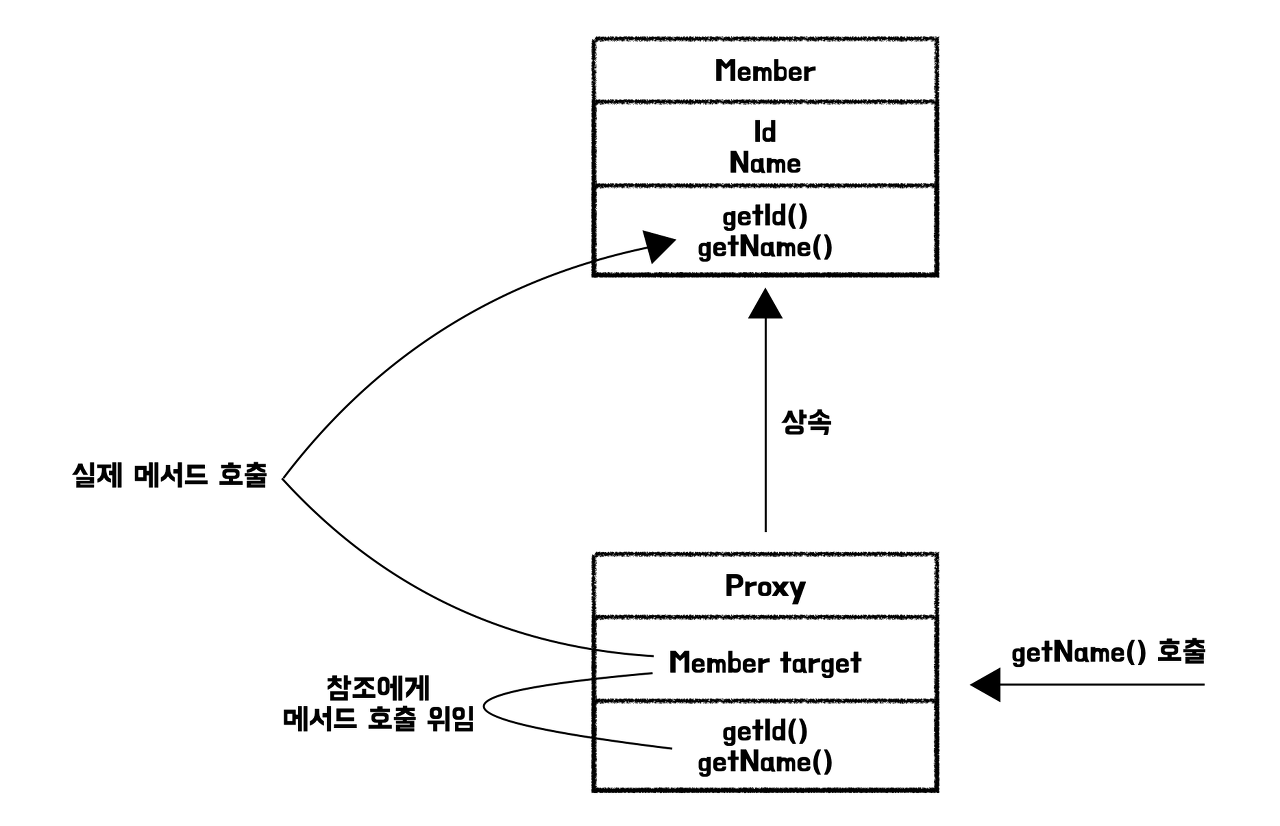 Member
Id
Name
getId()
getName()
상속
실제 메서드 호출
Proxy
Member target
getName() 호출
참조에게
메서드 호출 위임
getId()
getName()